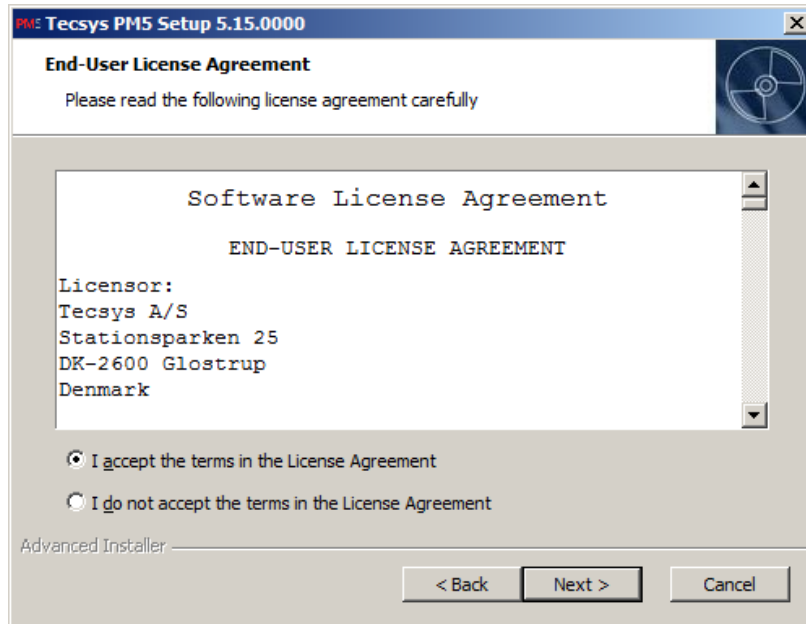 PM5 Tecsys PM5 Setup 5.15.0000
End-User License Agreement
Please read the following license agreement carefully
Software License Agreement
END-USER LICENSE AGREEMENT
Licensor:
Tecsys A/S
Stationsparken 25
DK-2600 Glostrup
Denmark
I accept the terms in the License Agreement
I do not accept the terms in the License Agreement
Advanced Installer
< Back Next > Cancel